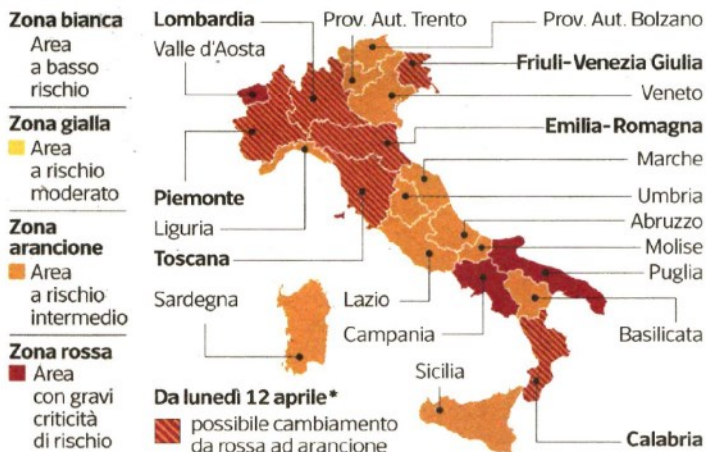 Zona bianca
Area
a basso
rischio
Zona gialla
Area
a rischio
moderato
Zona
arancione
Area
a rischio
intermedio
Zona rossa
Area
con gravi
criticità
di rischio
Lombardia
Prov. Aut. Trento
Prov. Aut. Bolzano
Valle d'Aosta
Friuli-Venezia Giulia
Veneto
Emilia-Romagna
Marche
Piemonte
Umbria
Liguria
Abruzzo
Toscana
Molise
Puglia
Sardegna
Lazio
Campania
Basilicata
Sicilia
Da lunedì 12 aprile*
possibile cambiamento
da rossa ad arancione
Calabria